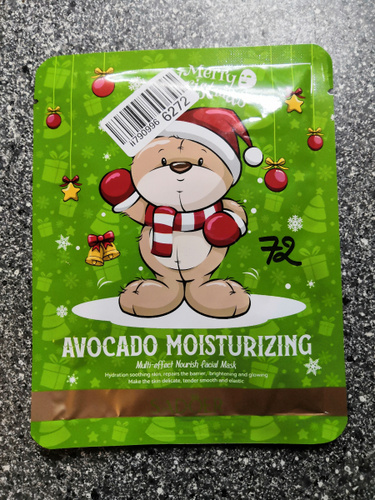 Merry
11790996 6272
72
AVOCADO MOISTURIZING
Multi-effect Nourish facial Mask
Hydration soothing skin, repairs the barrier, brightening and glowing
Make the skin delicate, tender smooth and elastic